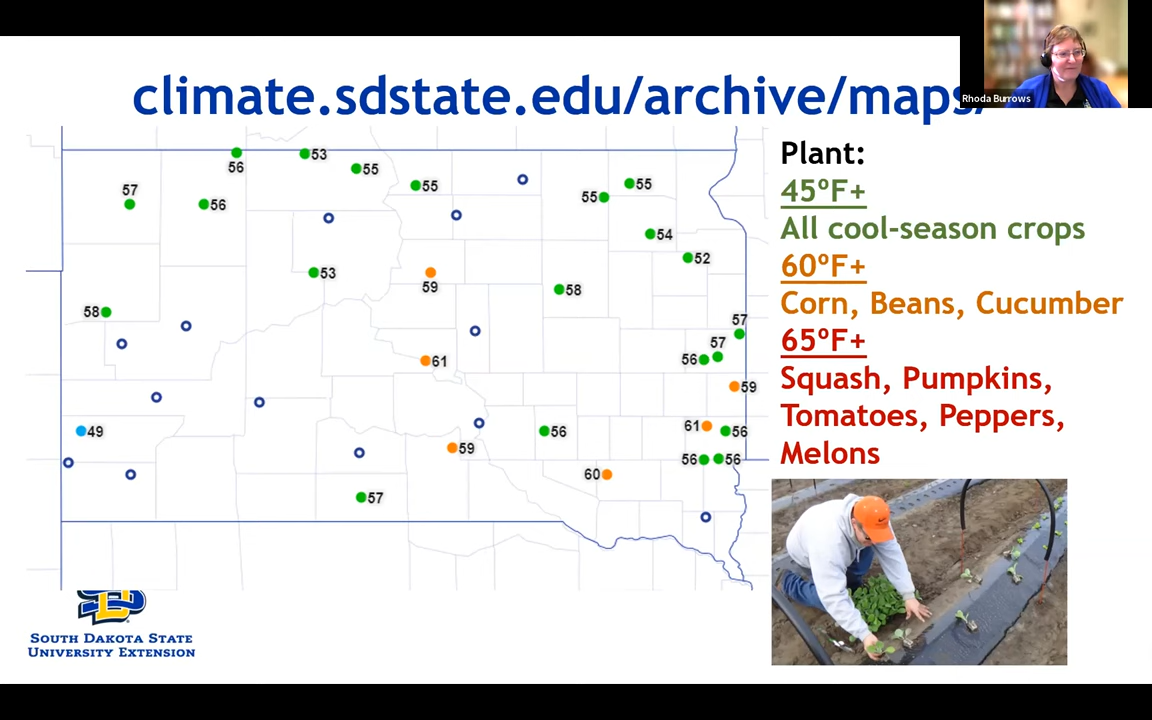 climate.sdstate.edu/archive/maps/
Rhoda Burrows
56
53
55
57
56
55
55
55
54
52
53
59
58
58
57
57
56
61
59
49
59
56
61
56
56
56
60
57
Plant:
45°F+
All cool-season crops
60°F+
Corn, Beans, Cucumber
65°F+
Squash, Pumpkins,
Tomatoes, Peppers,
Melons
SOUTH DAKOTA STATE
UNIVERSITY EXTENSION